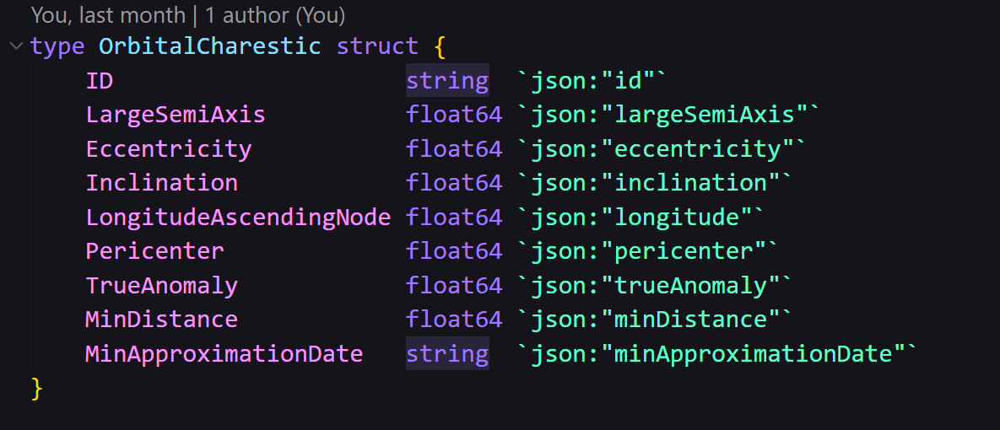 You, last month | 1 author (You)
type OrbitalCharestic struct {
ID string `json:"id"`
LargeSemiAxis float64 `json:"largeSemiAxis"`
Eccentricity float64 `json:"eccentricity"`
Inclination float64 `json:"inclination"`
LongitudeAscendingNode float64 `json:"longitude"`
Pericenter float64 `json:"pericenter"`
TrueAnomaly float64 `json:"trueAnomaly"`
MinDistance float64 `json:"minDistance"`
MinApproximationDate string `json:"minApproximationDate"`
}